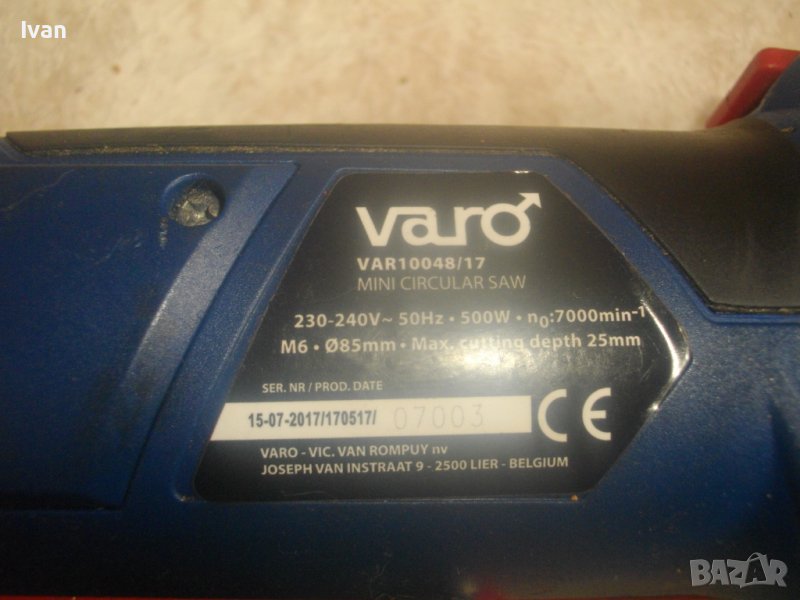 Ivan
varo
VAR10048/17
MINI CIRCULAR SAW
230-240V~ 50Hz • 500W • n0:7000min-1
M6 • Ø85mm • Max. cutting depth 25mm
SER. NR / PROD. DATE
15-07-2017/170517/ 07003
CE
VARO - VIC. VAN ROMPUY nv
JOSEPH VAN INSTRAAT 9 - 2500 LIER - BELGIUM
BAZAR